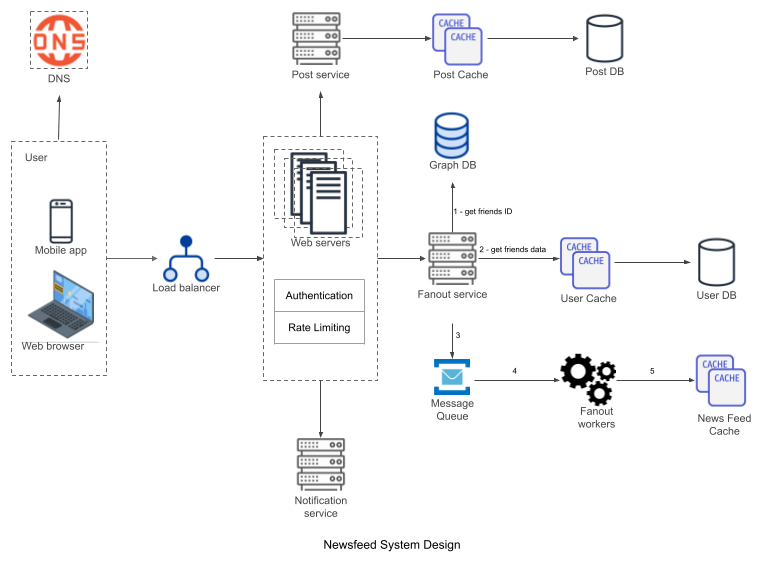 DNS
DNS
User
Mobile app
Web browser
Load balancer
Post service
CACHE
CACHE
Post Cache
Post DB
Graph DB
1 - get friends ID
Web servers
Authentication
Rate Limiting
Fanout service
2 - get friends data
CACHE
CACHE
User Cache
User DB
3
Message
Queue
4
Fanout
workers
5
CACHE
CACHE
News Feed
Cache
Notification
service
Newsfeed System Design